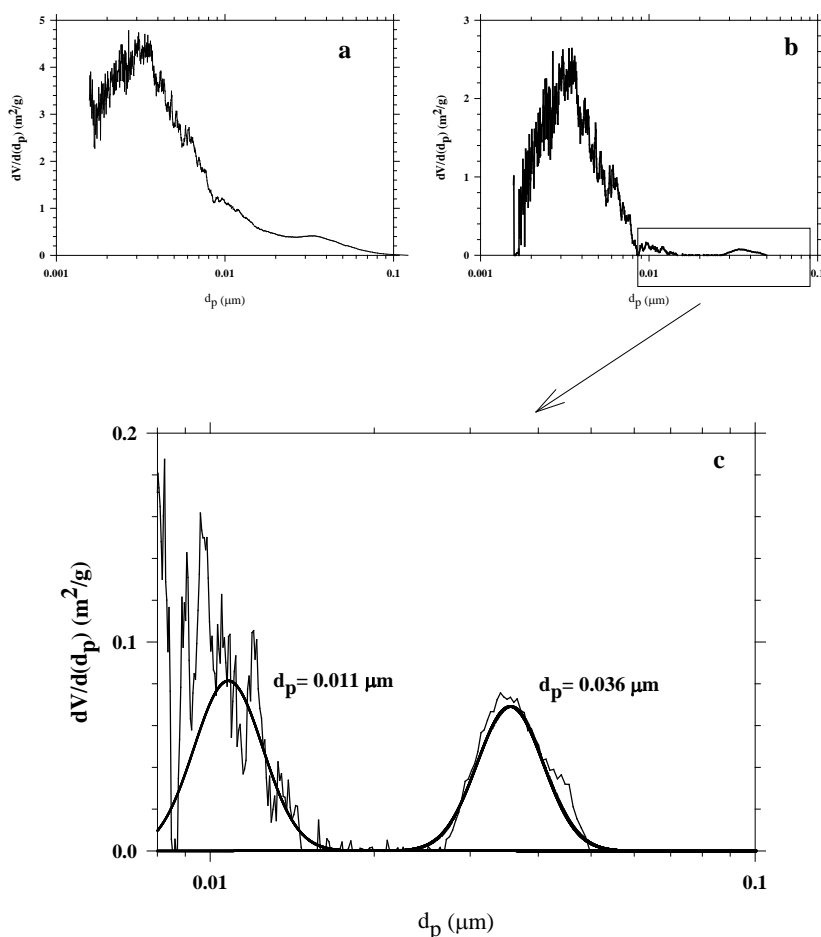 a
dV/d(dp) (m²/g)
5
4
3
2
1
0
0.001
0.01
0.1
dp (μm)
b
dV/d(dp) (m²/g)
3
2
1
0
0.001
0.01
0.1
dp (μm)
c
dV/d(dp) (m²/g)
0.2
0.1
0.0
dp= 0.011 μm
dp= 0.036 μm
0.01
0.1
dp (μm)